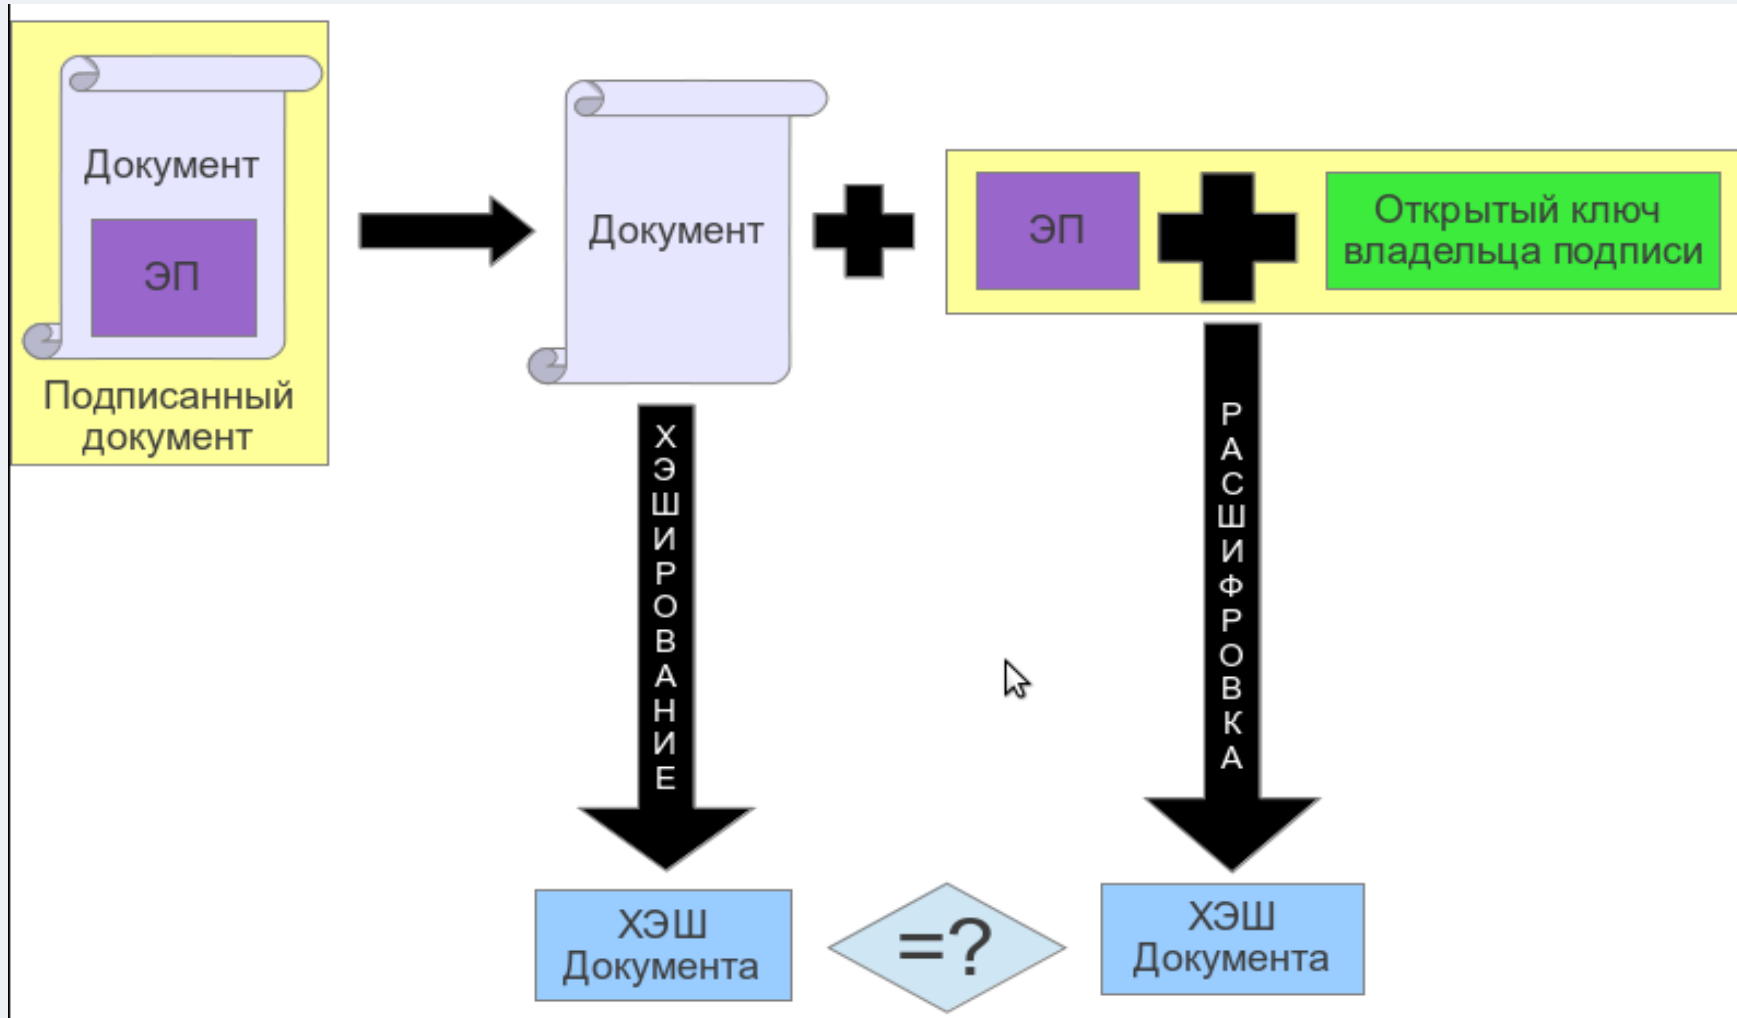 Документ
ЭП
Подписанный
документ
Документ
ЭП
Открытый ключ
владельца подписи
ХЭШИРОВАНИЕ
РАСШИФРОВКА
ХЭШ
Документа
=?
ХЭШ
Документа